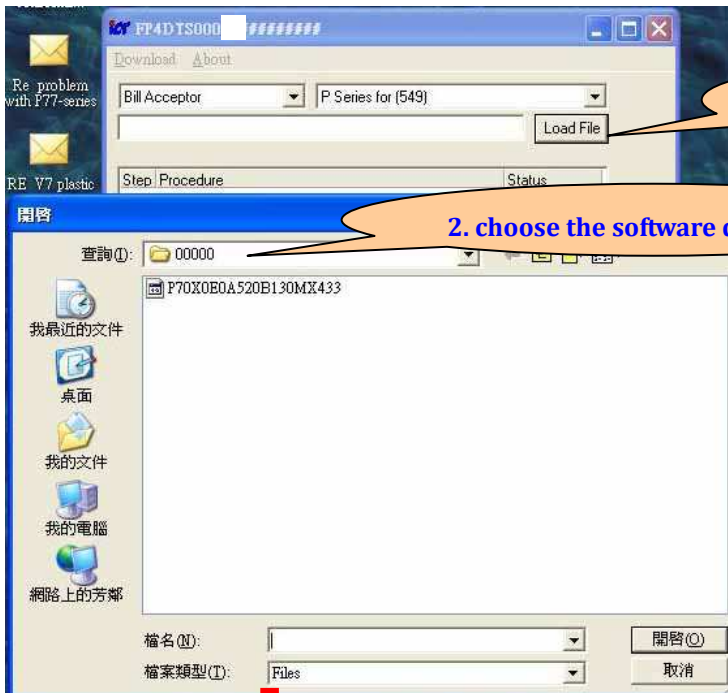 Re problem
with P77-series
RE V7 plastic
ICT FP4DTS000 #########
Download About
Bill Acceptor
P Series for (549)
Load File
Step Procedure Status
開啓
2. choose the software
查詢(I): 00000
P70X0E0A520B130MX433
我最近的文件
桌面
我的文件
我的電腦
網路上的芳鄰
檔名(N):
開啓(O)
檔案類型(T): Files
取消